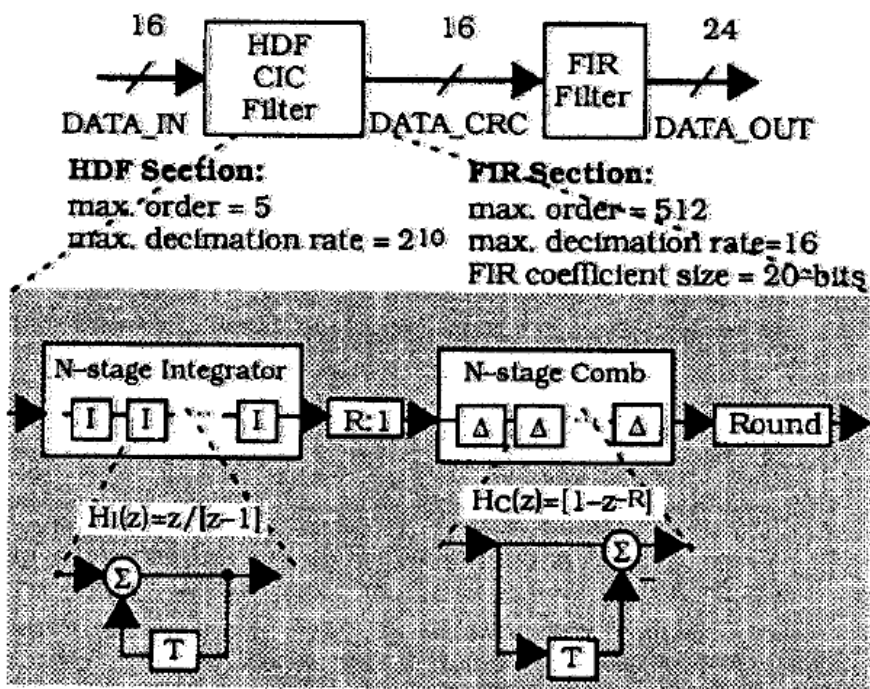 16
16
24
HDF
CIC
Filter
FIR
Filter
DATA_IN
DATA_CRC
DATA_OUT
HDF Section:
max. order = 5
max. decimation rate = 2¹⁰
FIR Section:
max. order = 512
max. decimation rate=16
FIR coefficient size = 20-bits
N-stage Integrator
I I ... I
R:1
N-stage Comb
Δ Δ Δ
Round
HI(z)=z/[z-1]
HC(z)=[1-z-R]
Σ
T
Σ
-
T